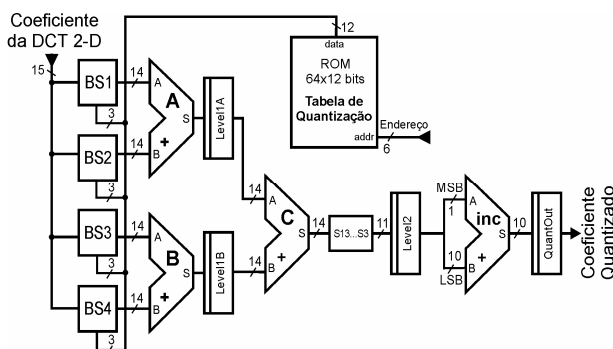 Coeficiente
da DCT 2-D
15
BS1
3
14
BS2
3
14
BS3
3
14
BS4
3
14
A
A
B
+
S
Level1A
A
B
B
+
S
Level1B
12
data
ROM
64x12 bits
Tabela de
Quantização
addr
Endereço
6
14
A
C
14
B
+
S
14
S13...S3
11
Level2
MSB
1
A
inc
10
B
LSB
+
S
10
QuantOut
Coeficiente
Quantizado